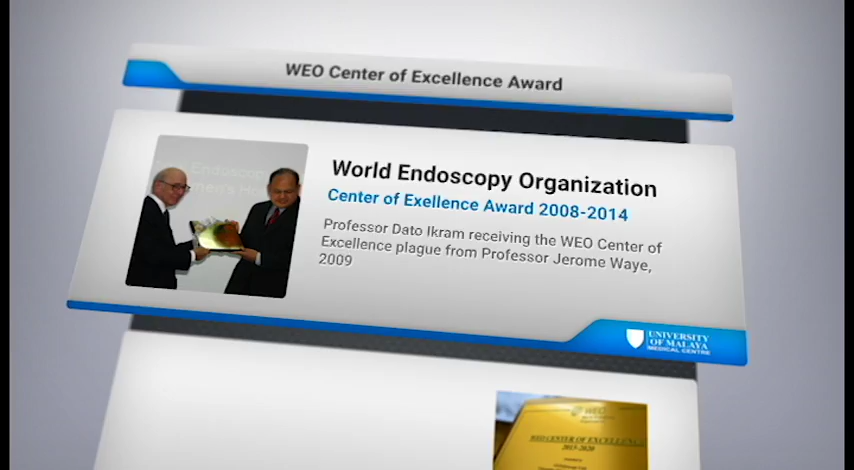 WEO Center of Excellence Award
World Endoscopy Organization
Center of Exellence Award 2008-2014
Professor Dato Ikram receiving the WEO Center of
Excellence plague from Professor Jerome Waye,
2009
UNIVERSITY
OF MALAYA
MEDICAL CENTRE
WEO
WEO CENTER OF EXCELLENCE
2015-2020